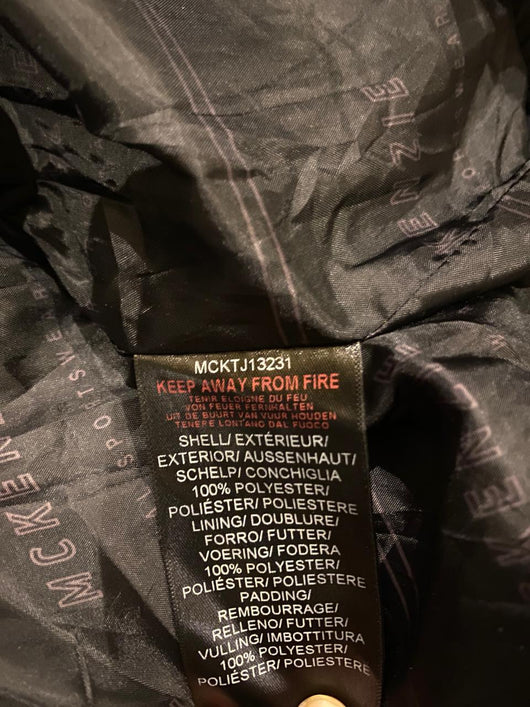 MCKTJ13231
KEEP AWAY FROM FIRE
TENIR ELOIGNE DU FEU
VON FEUER FERNHALTEN
UIT DE BUURT VAN VUUR HOUDEN
TENERE LONTANO DAL FUOCO
SHELL/ EXTÉRIEUR/
EXTERIOR/ AUSSENHAUT/
SCHELP/ CONCHIGLIA
100% POLYESTER/
POLIÉSTER/ POLIESTERE
LINING/ DOUBLURE/
FORRO/ FUTTER/
VOERING/ FODERA
100% POLYESTER/
POLIÉSTER/ POLIESTERE
PADDING/
REMBOURRAGE/
RELLENO/ FUTTER/
VULLING/ IMBOTTITURA
100% POLYESTER/
POLIÉSTER/ POLIESTERE